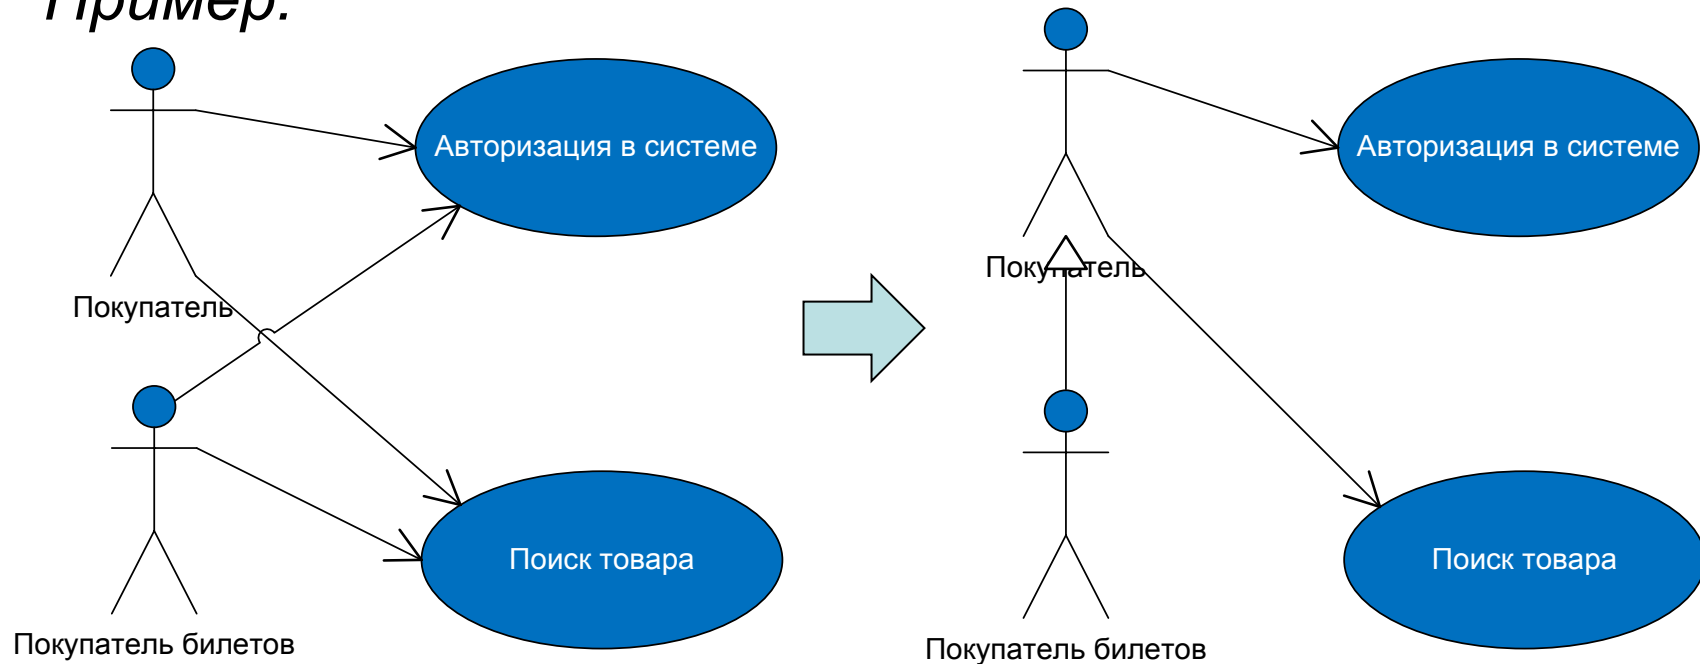 Пример:
Авторизация в системе
Покупатель
Поиск товара
Покупатель билетов
Авторизация в системе
Покупатель
Поиск товара
Покупатель билетов